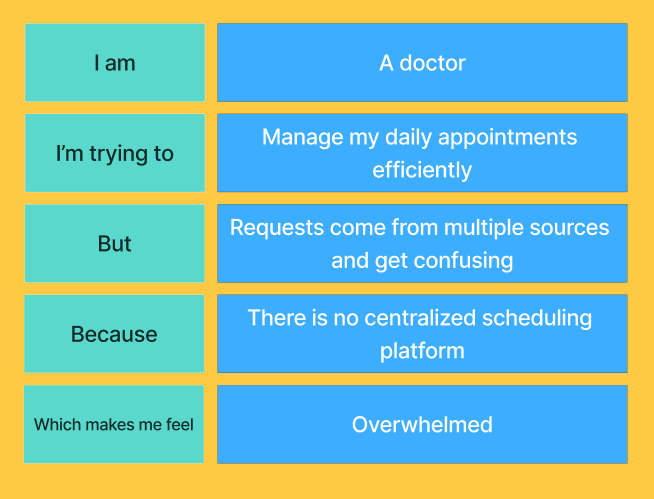 I am
A doctor
I’m trying to
Manage my daily appointments
efficiently
But
Requests come from multiple sources
and get confusing
Because
There is no centralized scheduling
platform
Which makes me feel
Overwhelmed